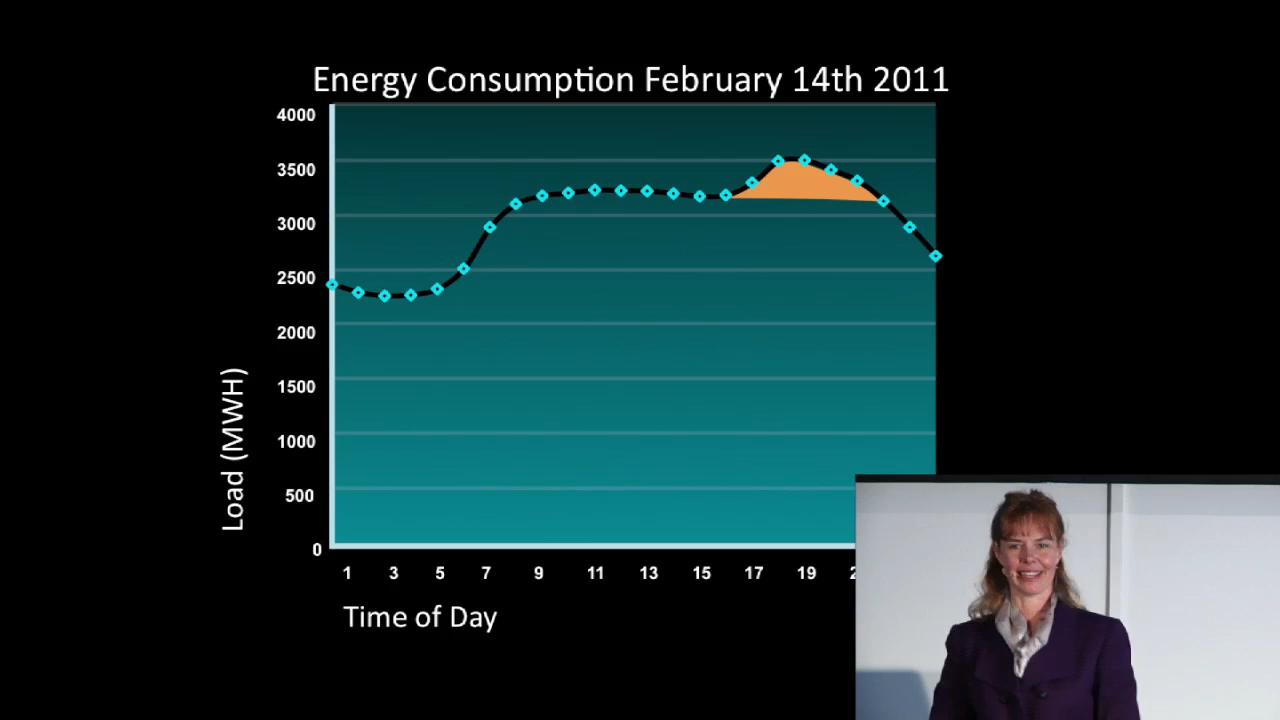 Energy Consumption February 14th 2011
4000
3500
3000
2500
2000
1500
1000
500
0
Load (MWH)
1 3 5 7 9 11 13 15 17 19
Time of Day